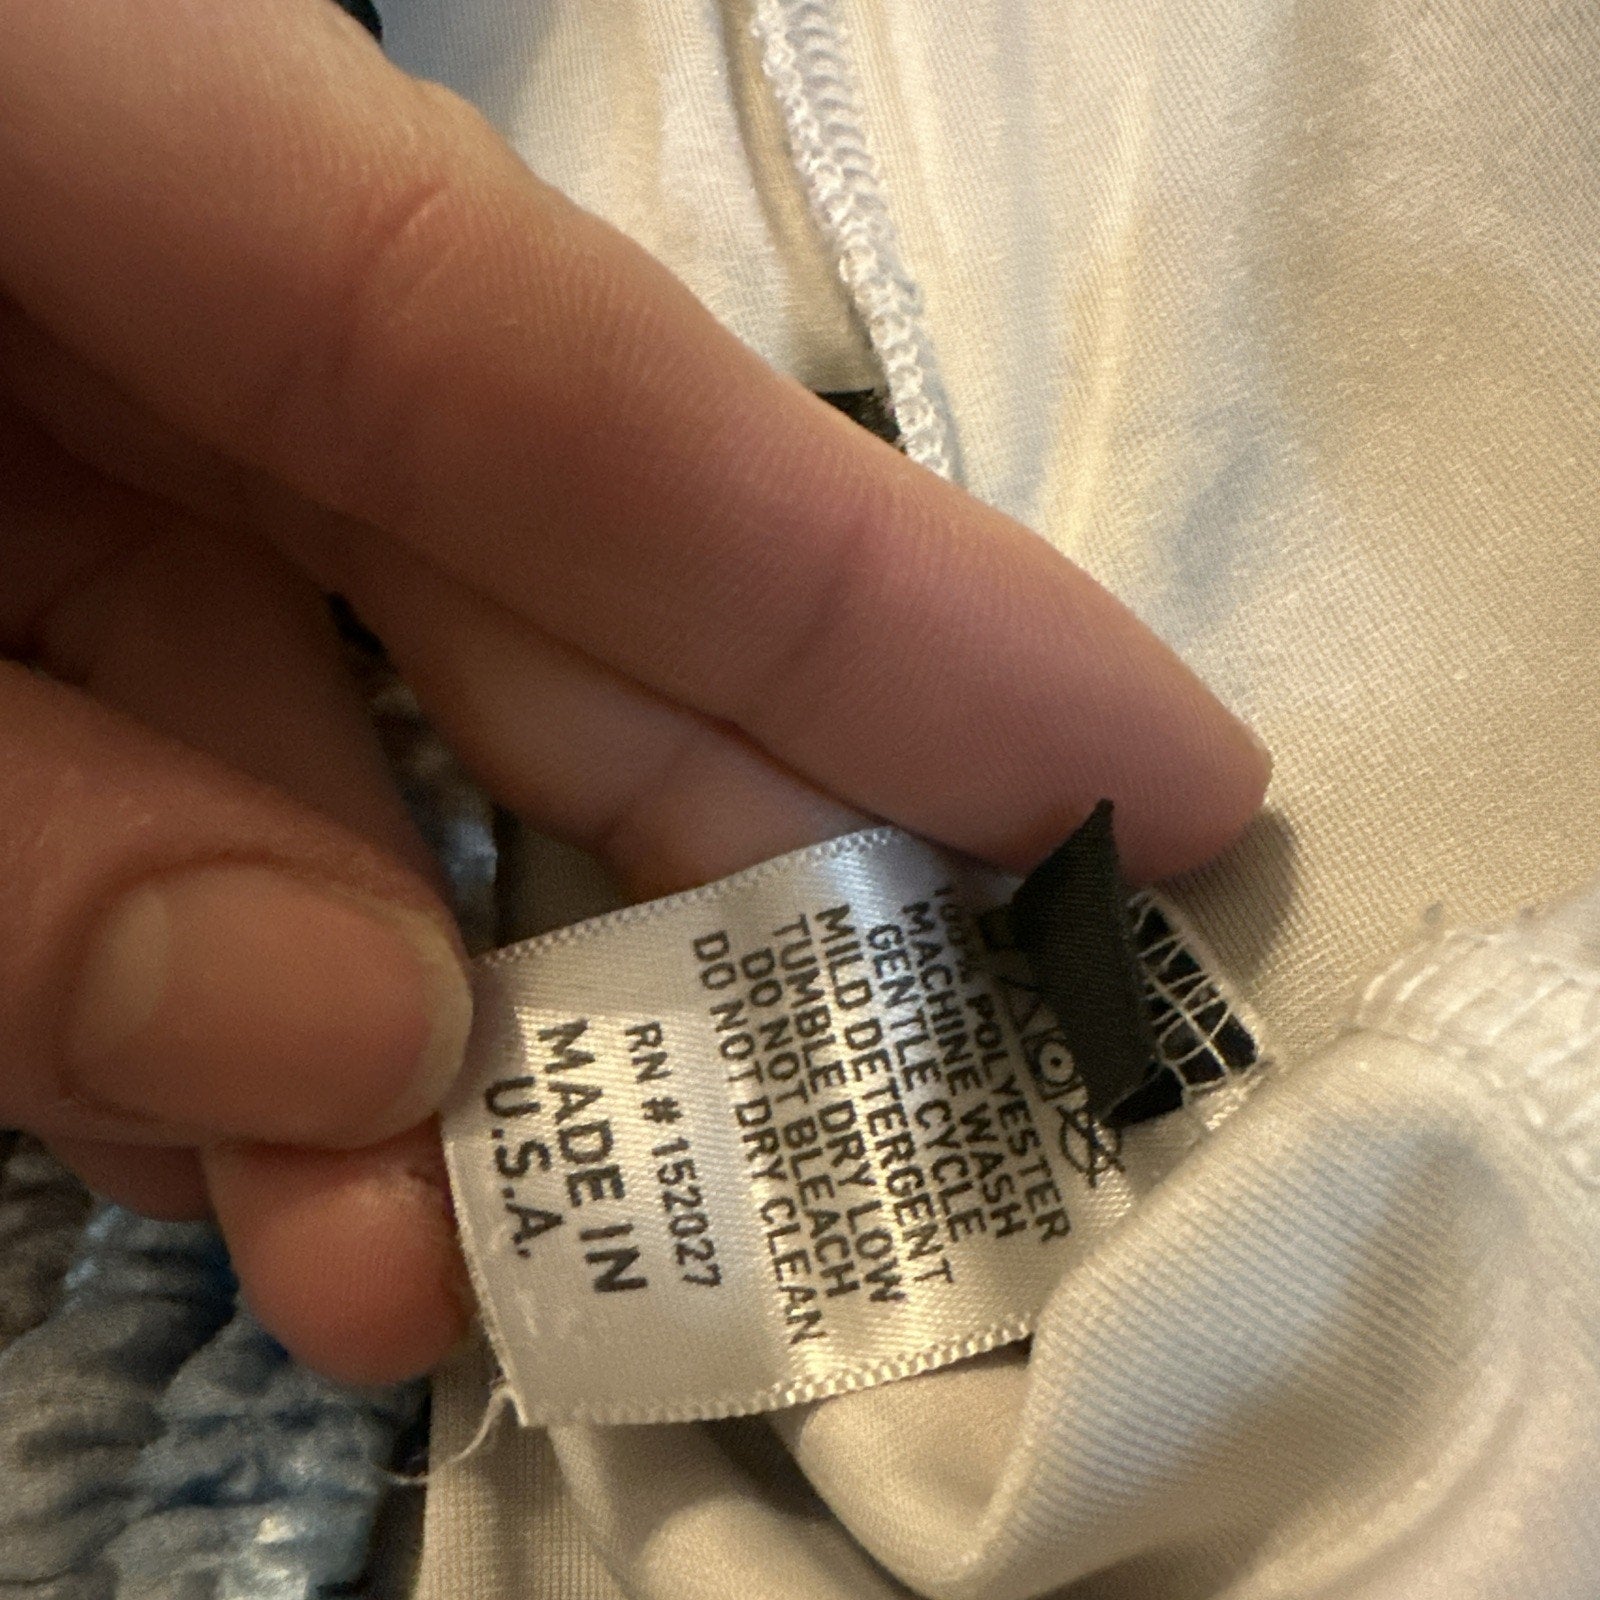 100% POLYESTER
MACHINE WASH
GENTLE CYCLE
MILD DETERGENT
TUMBLE DRY LOW
DO NOT BLEACH
DO NOT DRY CLEAN
RN # 152027
MADE IN
U.S.A.